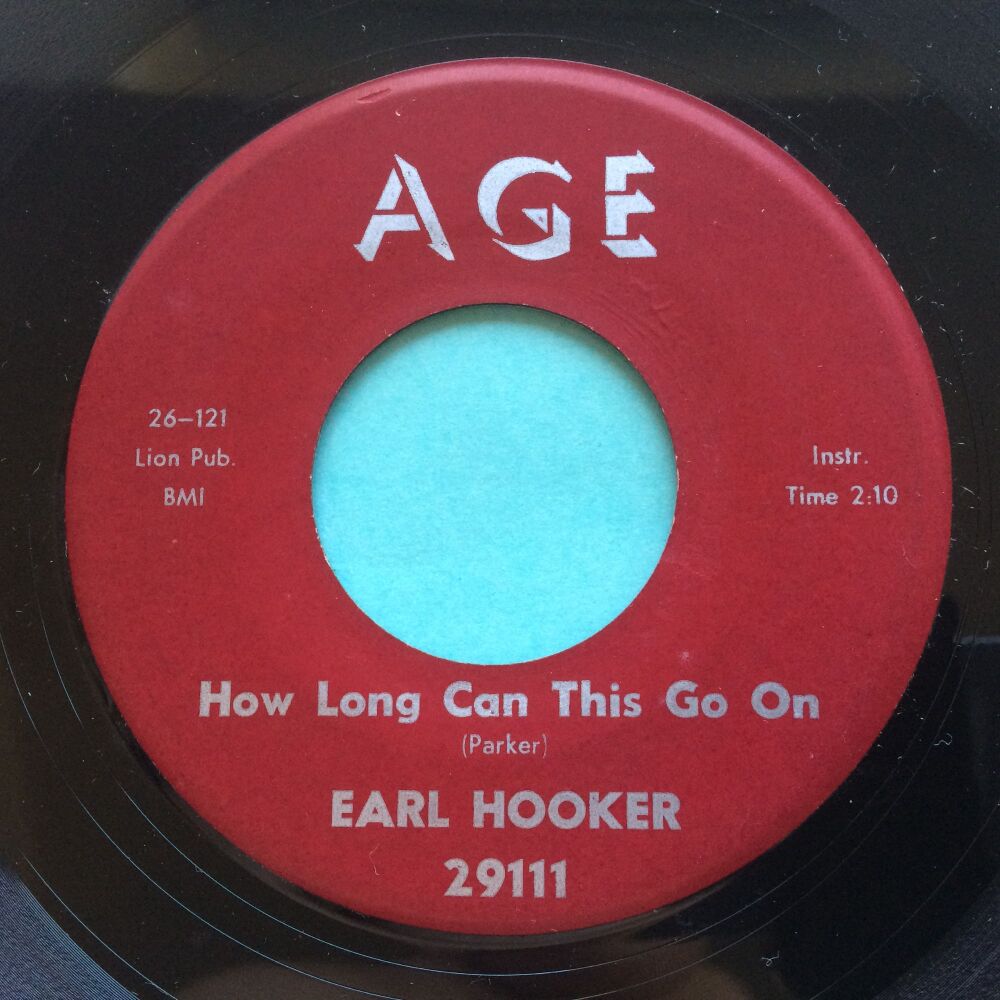 AGE
26–121
Lion Pub.
BMI
Instr.
Time 2:10
How Long Can This Go On
(Parker)
EARL HOOKER
29111